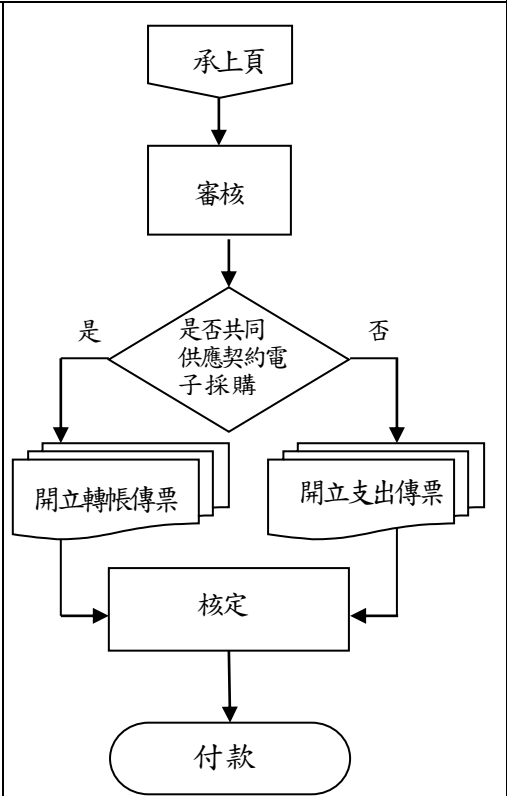 承上頁
審核
是否共同
供應契約電
子採購
是
否
開立轉帳傳票
開立支出傳票
核定
付款